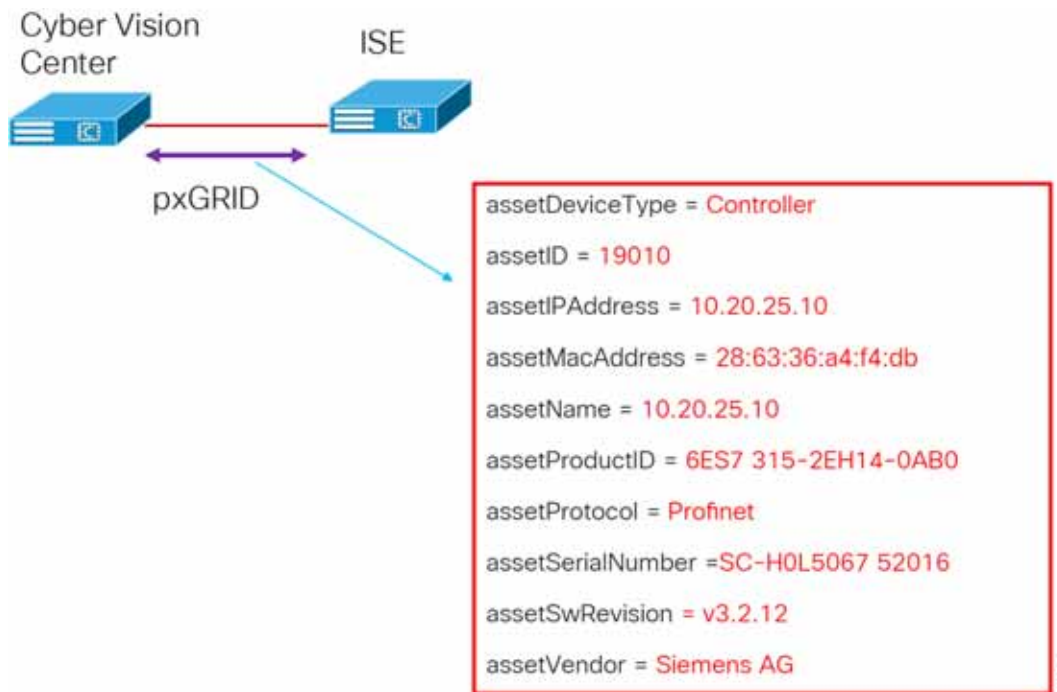 Cyber Vision
Center
ISE
pxGRID
assetDeviceType = Controller
assetID = 19010
assetIPAddress = 10.20.25.10
assetMacAddress = 28:63:36:a4:f4:db
assetName = 10.20.25.10
assetProductID = 6ES7 315-2EH14-0AB0
assetProtocol = Profinet
assetSerialNumber =SC-H0L5067 52016
assetSwRevision = v3.2.12
assetVendor = Siemens AG